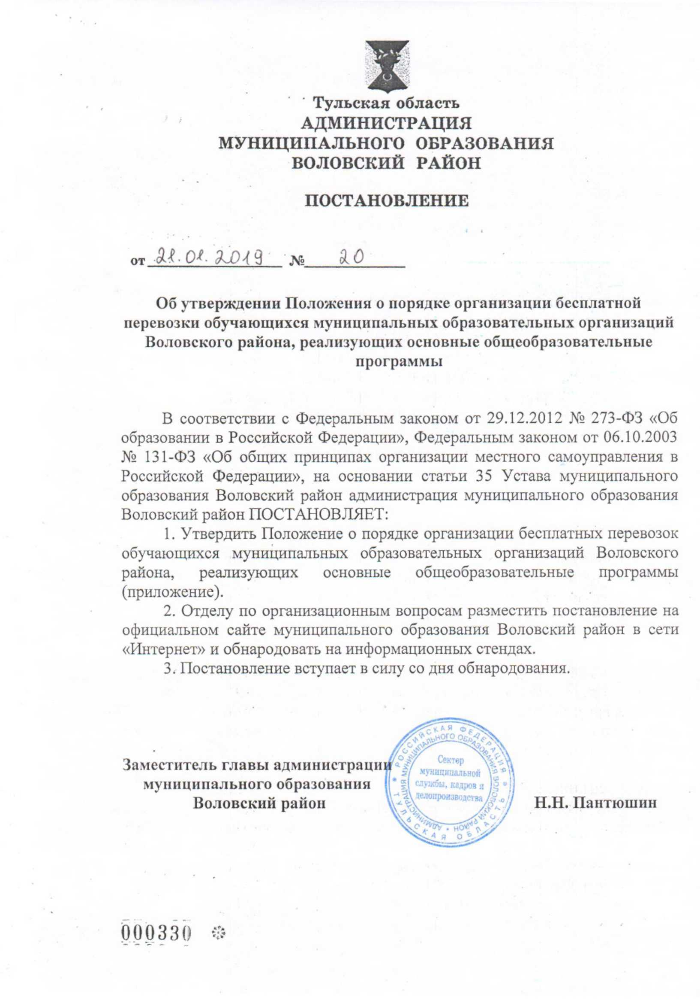 Тульская область
АДМИНИСТРАЦИЯ
МУНИЦИПАЛЬНОГО ОБРАЗОВАНИЯ
ВОЛОВСКИЙ РАЙОН
ПОСТАНОВЛЕНИЕ
от 21.01.2019 № 20
Об утверждении Положения о порядке организации бесплатной
перевозки обучающихся муниципальных образовательных организаций
Воловского района, реализующих основные общеобразовательные
программы
В соответствии с Федеральным законом от 29.12.2012 № 273-ФЗ «Об
образовании в Российской Федерации», Федеральным законом от 06.10.2003
№ 131-ФЗ «Об общих принципах организации местного самоуправления в
Российской Федерации», на основании статьи 35 Устава муниципального
образования Воловский район администрация муниципального образования
Воловский район ПОСТАНОВЛЯЕТ:
1. Утвердить Положение о порядке организации бесплатных перевозок
обучающихся муниципальных образовательных организаций Воловского
района, реализующих основные общеобразовательные программы
(приложение).
2. Отделу по организационным вопросам разместить постановление на
официальном сайте муниципального образования Воловский район в сети
«Интернет» и обнародовать на информационных стендах.
3. Постановление вступает в силу со дня обнародования.
Заместитель главы администрации
муниципального образования
Воловский район
Н.Н. Пантюшин
РОССИЙСКАЯ ФЕДЕРАЦИЯ * ТУЛЬСКАЯ ОБЛАСТЬ *
АДМИНИСТРАЦИЯ МУНИЦИПАЛЬНОГО ОБРАЗОВАНИЯ ВОЛОВСКИЙ РАЙОН •
Сектор
муниципальной
службы, кадров и
делопроизводства
000330 *